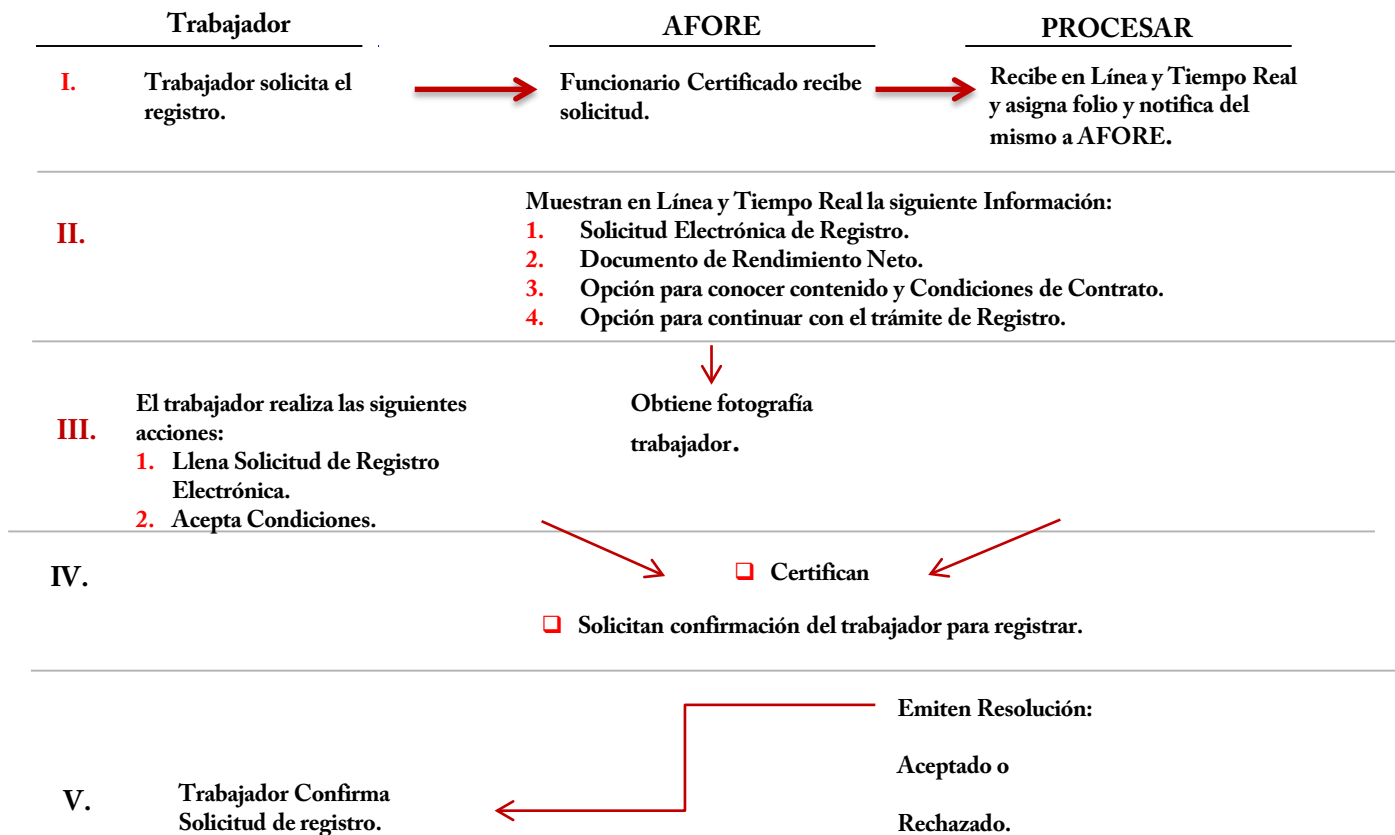 Trabajador
AFORE
PROCESAR
I.
Trabajador solicita el
registro.
Funcionario Certificado recibe
solicitud.
Recibe en Línea y Tiempo Real
y asigna folio y notifica del
mismo a AFORE.
II.
Muestran en Línea y Tiempo Real la siguiente Información:
1. Solicitud Electrónica de Registro.
2. Documento de Rendimiento Neto.
3. Opción para conocer contenido y Condiciones de Contrato.
4. Opción para continuar con el trámite de Registro.
III.
El trabajador realiza las siguientes
acciones:
1. Llena Solicitud de Registro
Electrónica.
2. Acepta Condiciones.
Obtiene fotografía
trabajador.
IV.
Certifican
Solicitan confirmación del trabajador para registrar.
V.
Trabajador Confirma
Solicitud de registro.
Emiten Resolución:
Aceptado o
Rechazado.